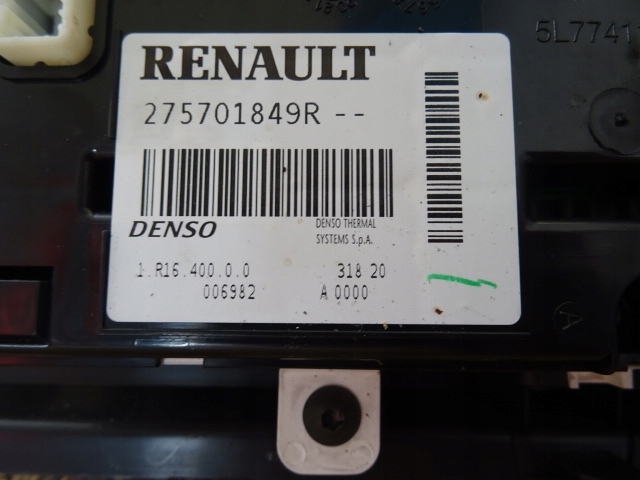 5L7741
RENAULT
275701849R --
DENSO
DENSO THERMAL
SYSTEMS S.p.A.
1.R16.400.0.0 318 20
006982 A 0000
A